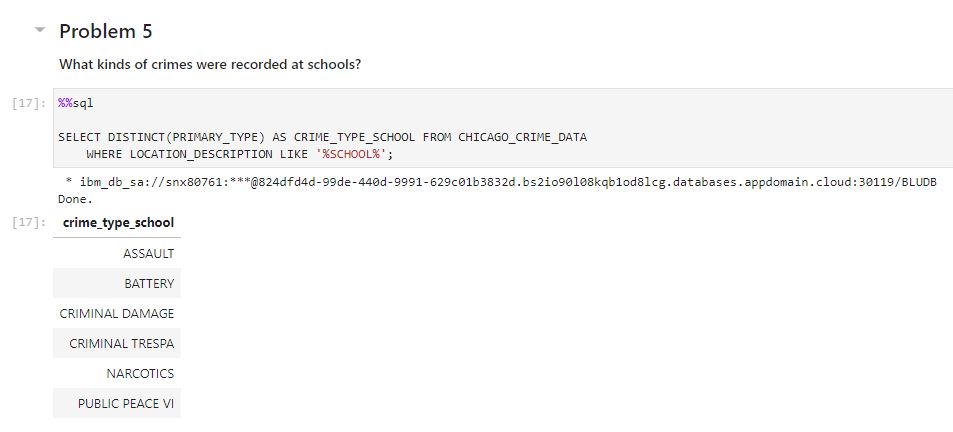 Problem 5
What kinds of crimes were recorded at schools?
[17]: %%sql
SELECT DISTINCT(PRIMARY_TYPE) AS CRIME_TYPE_SCHOOL FROM CHICAGO_CRIME_DATA
WHERE LOCATION_DESCRIPTION LIKE '%SCHOOL%';
* ibm_db_sa://snx80761:***@824dfd4d-99de-440d-9991-629c01b3832d.bs2io90l08kqb1od8lcg.databases.appdomain.cloud:30119/BLUDB
Done.
[17]: crime_type_school
ASSAULT
BATTERY
CRIMINAL DAMAGE
CRIMINAL TRESPA
NARCOTICS
PUBLIC PEACE VI